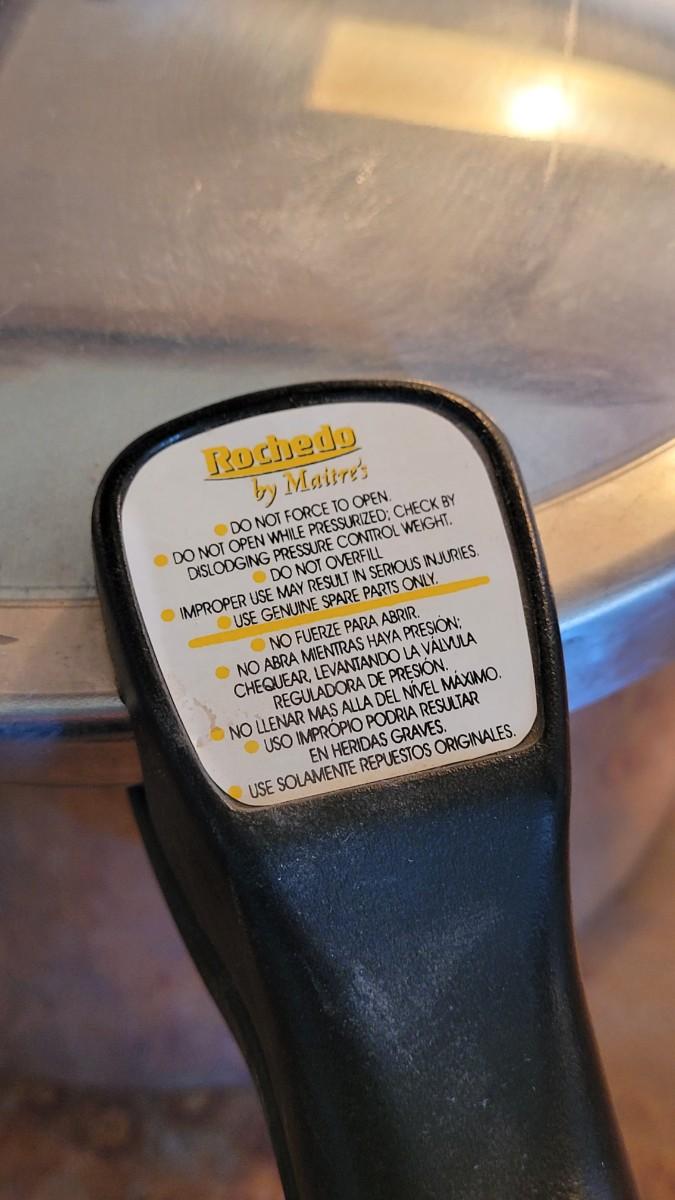 Rochedo
by Maitre's
DO NOT FORCE TO OPEN.
DO NOT OPEN WHILE PRESSURIZED; CHECK BY
DISLODGING PRESSURE CONTROL WEIGHT.
DO NOT OVERFILL
IMPROPER USE MAY RESULT IN SERIOUS INJURIES.
USE GENUINE SPARE PARTS ONLY.
NO FUERZE PARA ABRIR.
NO ABRA MIENTRAS HAYA PRESIÓN;
CHEQUEAR, LEVANTANDO LA VÁLVULA
REGULADORA DE PRESIÓN.
NO LLENAR MAS ALLA DEL NÍVEL MÁXIMO.
USO IMPRÓPIO PODRIA RESULTAR
EN HERIDAS GRAVES.
USE SOLAMENTE REPUESTOS ORIGINALES.